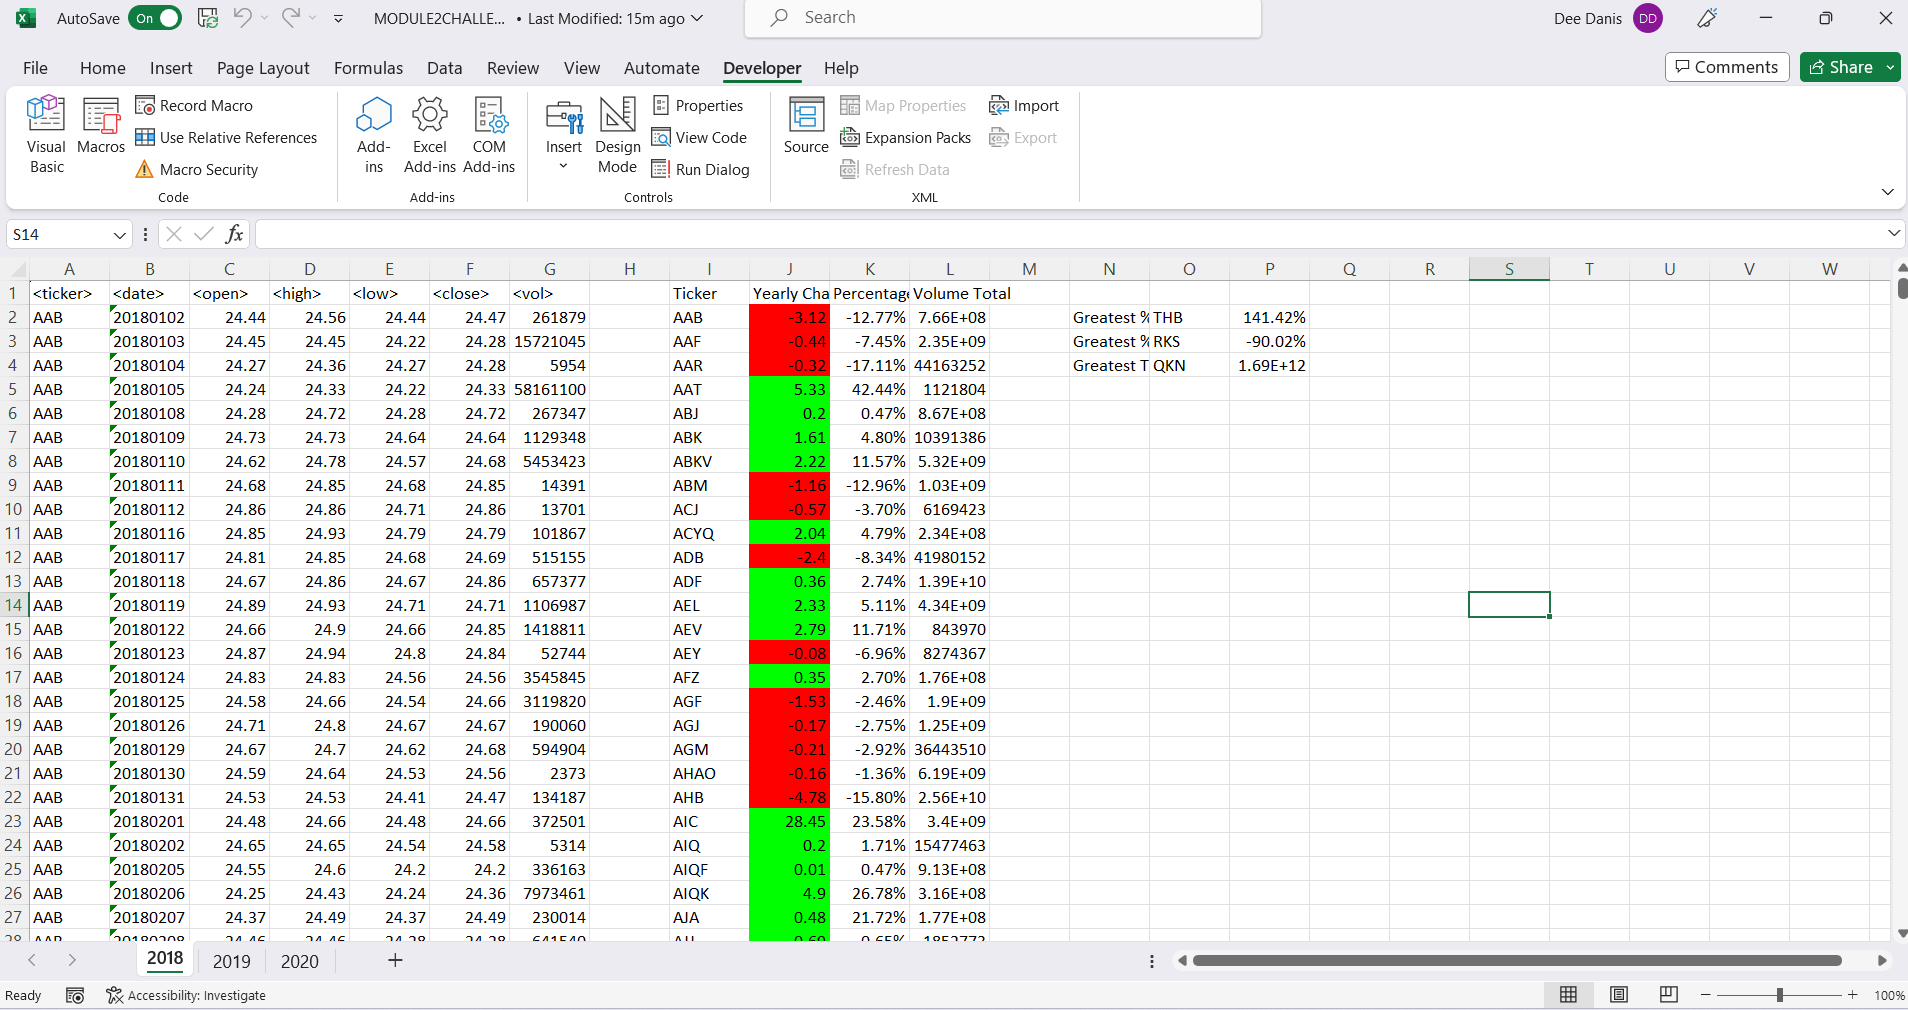 AutoSave On MODULE2CHALLE... • Last Modified: 15m ago Search Dee Danis DD
File Home Insert Page Layout Formulas Data Review View Automate Developer Help Comments Share
Visual Basic
Macros
Record Macro
Use Relative References
Macro Security
Code
Add-ins
Excel Add-ins
COM Add-ins
Add-ins
Insert
Design Mode
Properties
View Code
Run Dialog
Controls
Source
Map Properties
Expansion Packs
Refresh Data
Import
Export
XML
S14 fx
A B C D E F G H I J K L M N O P Q R S T U V W
1 <ticker> <date> <open> <high> <low> <close> <vol> Ticker Yearly Cha Percentage Volume Total
2 AAB 20180102 24.44 24.56 24.44 24.47 261879 AAB -3.12 -12.77% 7.66E+08 Greatest % THB 141.42%
3 AAB 20180103 24.45 24.45 24.22 24.28 15721045 AAF -0.44 -7.45% 2.35E+09 Greatest % RKS -90.02%
4 AAB 20180104 24.27 24.36 24.27 24.28 5954 AAR -0.32 -17.11% 44163252 Greatest T QKN 1.69E+12
5 AAB 20180105 24.24 24.33 24.22 24.33 58161100 AAT 5.33 42.44% 1121804
6 AAB 20180108 24.28 24.72 24.28 24.72 267347 ABJ 0.2 0.47% 8.67E+08
7 AAB 20180109 24.73 24.73 24.64 24.64 1129348 ABK 1.61 4.80% 10391386
8 AAB 20180110 24.62 24.78 24.57 24.68 5453423 ABKV 2.22 11.57% 5.32E+09
9 AAB 20180111 24.68 24.85 24.68 24.85 14391 ABM -1.16 -12.96% 1.03E+09
10 AAB 20180112 24.86 24.86 24.71 24.86 13701 ACJ -0.57 -3.70% 6169423
11 AAB 20180116 24.85 24.93 24.79 24.79 101867 ACYQ 2.04 4.79% 2.34E+08
12 AAB 20180117 24.81 24.85 24.68 24.69 515155 ADB -2.4 -8.34% 41980152
13 AAB 20180118 24.67 24.86 24.67 24.86 657377 ADF 0.36 2.74% 1.39E+10
14 AAB 20180119 24.89 24.93 24.71 24.71 1106987 AEL 2.33 5.11% 4.34E+09
15 AAB 20180122 24.66 24.9 24.66 24.85 1418811 AEV 2.79 11.71% 843970
16 AAB 20180123 24.87 24.94 24.8 24.84 52744 AEY -0.08 -6.96% 8274367
17 AAB 20180124 24.83 24.83 24.56 24.56 3545845 AFZ 0.35 2.70% 1.76E+08
18 AAB 20180125 24.58 24.66 24.54 24.66 3119820 AGF -1.53 -2.46% 1.9E+09
19 AAB 20180126 24.71 24.8 24.67 24.67 190060 AGJ -0.17 -2.75% 1.25E+09
20 AAB 20180129 24.67 24.7 24.62 24.68 594904 AGM -0.21 -2.92% 36443510
21 AAB 20180130 24.59 24.64 24.53 24.56 2373 AHAO -0.16 -1.36% 6.19E+09
22 AAB 20180131 24.53 24.53 24.41 24.47 134187 AHB -4.78 -15.80% 2.56E+10
23 AAB 20180201 24.48 24.66 24.48 24.66 372501 AIC 28.45 23.58% 3.4E+09
24 AAB 20180202 24.65 24.65 24.54 24.58 5314 AIQ 0.2 1.71% 15477463
25 AAB 20180205 24.55 24.6 24.2 24.2 336163 AIQF 0.01 0.47% 9.13E+08
26 AAB 20180206 24.25 24.43 24.24 24.36 7973461 AIQK 4.9 26.78% 3.16E+08
27 AAB 20180207 24.37 24.49 24.37 24.49 230014 AJA 0.48 21.72% 1.77E+08
2018 2019 2020 +
Ready Accessibility: Investigate 100%